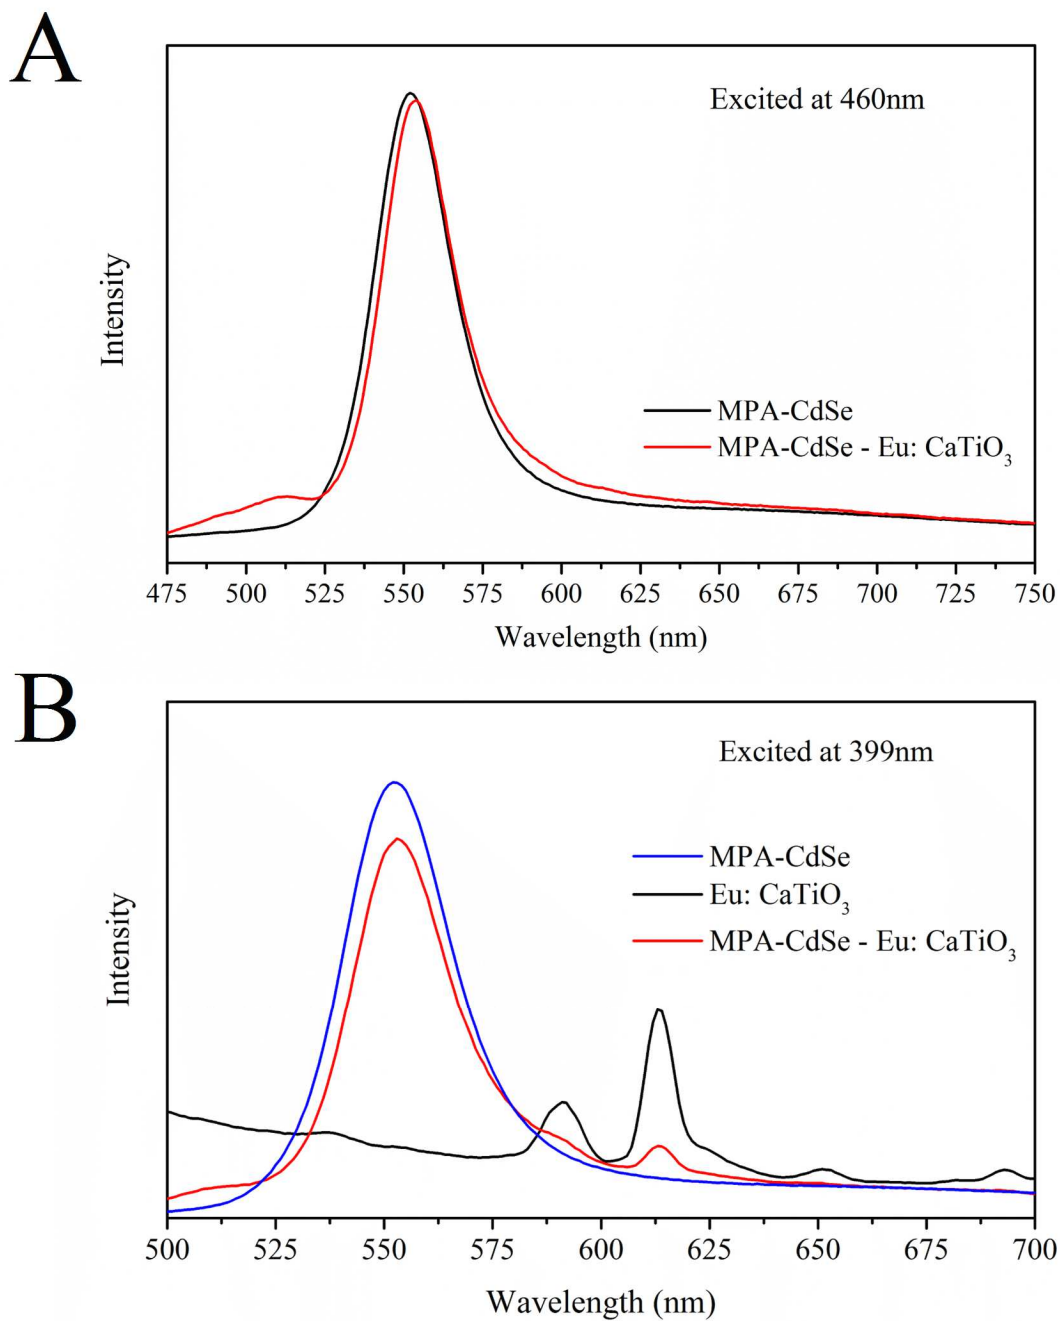 A
Excited at 460nm
Intensity
MPA-CdSe
MPA-CdSe - Eu: CaTiO₃
475 500 525 550 575 600 625 650 675 700 725 750
Wavelength (nm)
B
Excited at 399nm
MPA-CdSe
Eu: CaTiO₃
MPA-CdSe - Eu: CaTiO₃
Intensity
500 525 550 575 600 625 650 675 700
Wavelength (nm)